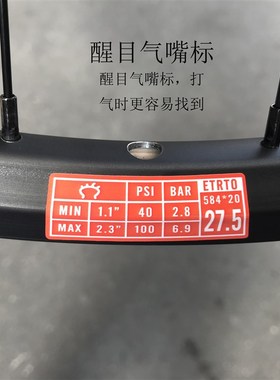 醒目气嘴标
醒目气嘴标，打
气时更容易找到
PSI BAR ETRTO
584*20
MIN 1.1" 40 2.8 27.5
MAX 2.3" 100 6.9